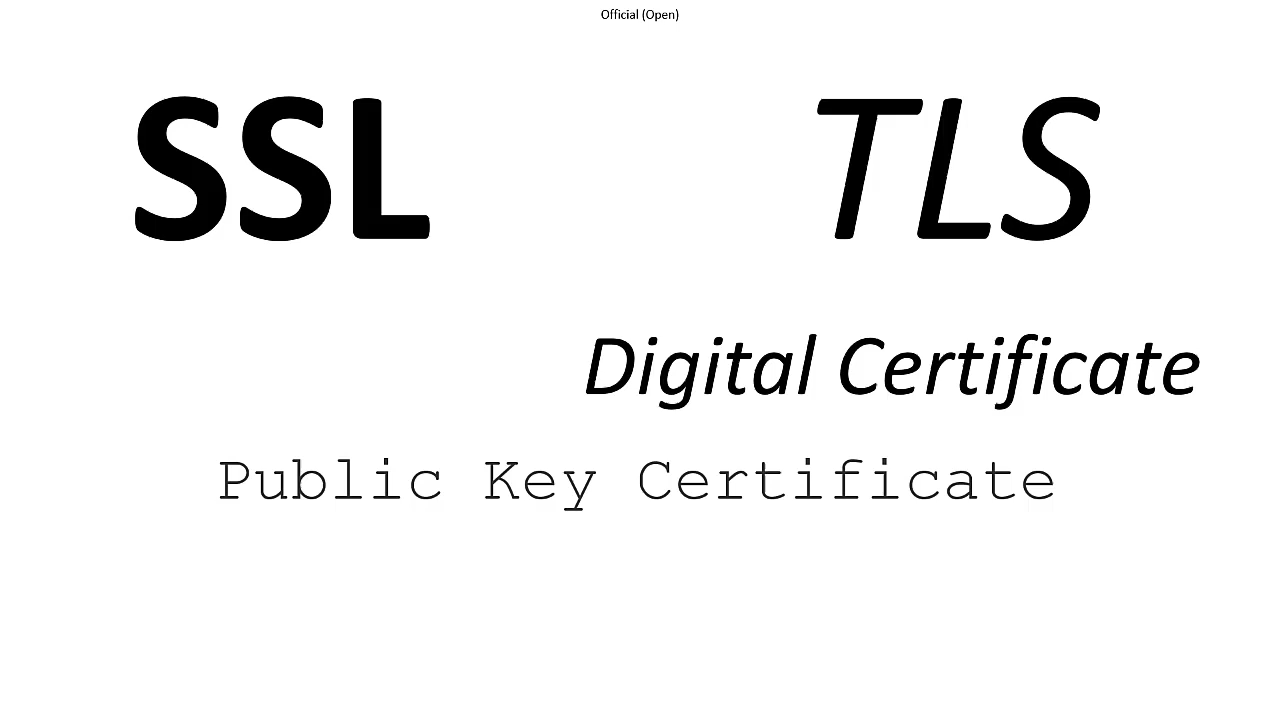 Official (Open)
SSL TLS
Digital Certificate
Public Key Certificate